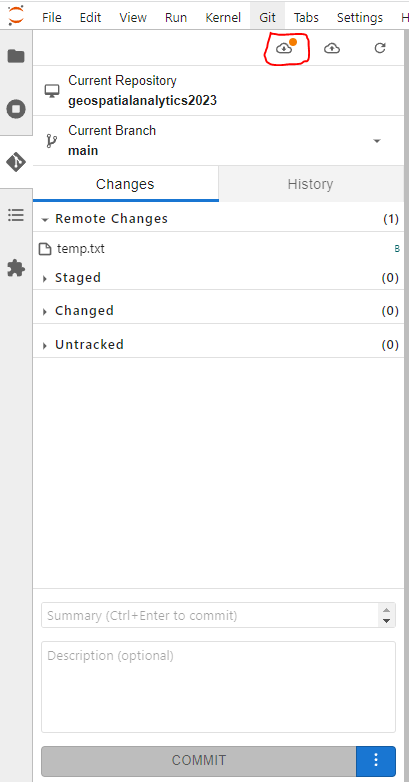 File Edit View Run Kernel Git Tabs Settings H
Current Repository
geospatialanalytics2023
Current Branch
main
Changes History
Remote Changes (1)
temp.txt B
Staged (0)
Changed (0)
Untracked (0)
Summary (Ctrl+Enter to commit)
Description (optional)
COMMIT